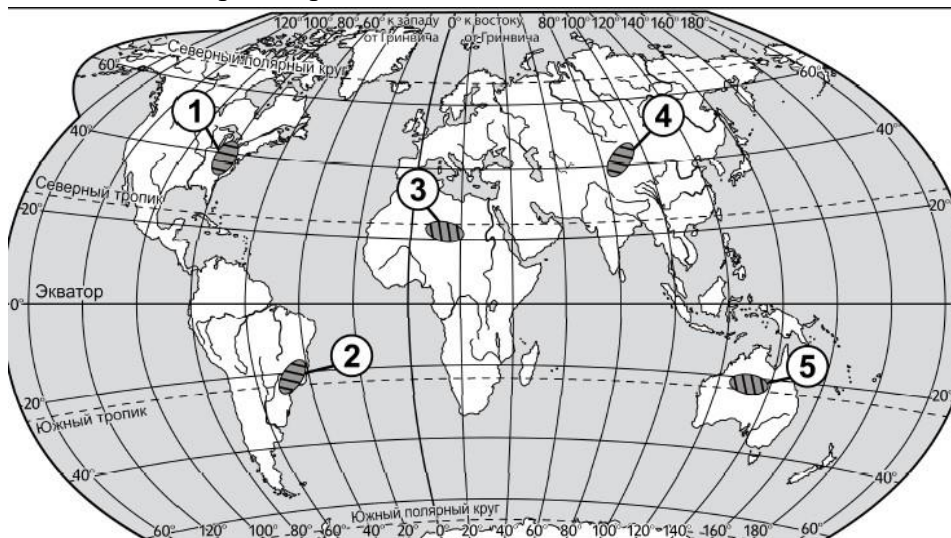 120° 100° 80° 60° к западу 0° к востоку 80° 100° 120° 140° 160° 180°
от Гринвича от Гринвича
Северный полярный круг
60° 60°
1 4
40° 40°
3
Северный тропик
20° 20°
Экватор
0° 0°
2 5
20° 20°
Южный тропик
40° 40°
Южный полярный круг
60° 120° 100° 80° 60° 40° 20° 0° 20° 40° 60° 80° 100° 120° 140° 160° 180° 60°